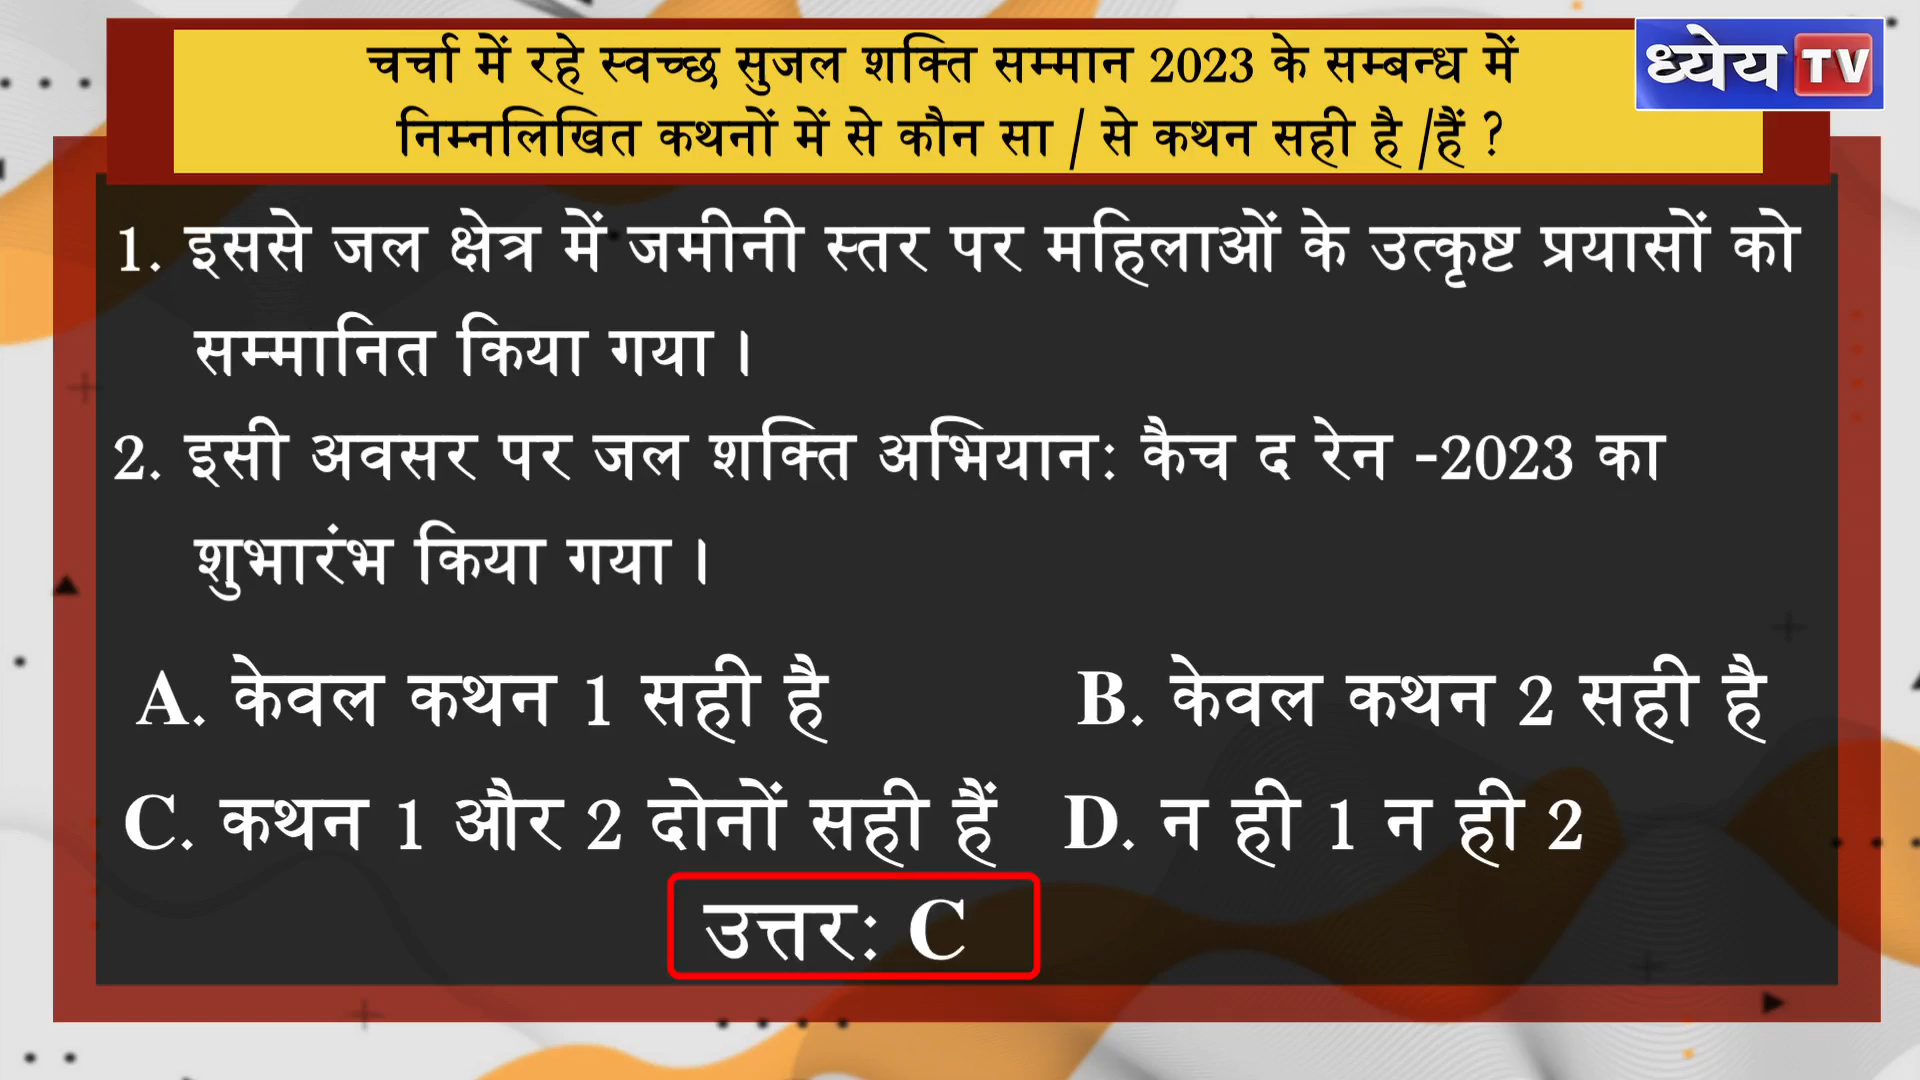 चर्चा में रहे स्वच्छ सुजल शक्ति सम्मान 2023 के सम्बन्ध में
ध्येय TV
निम्नलिखित कथनों में से कौन सा / से कथन सही है /हैं ?
1. इससे जल क्षेत्र में जमीनी स्तर पर महिलाओं के उत्कृष्ट प्रयासों को
सम्मानित किया गया ।
2. इसी अवसर पर जल शक्ति अभियान: कैच द रेन -2023 का
शुभारंभ किया गया ।
A. केवल कथन 1 सही है
B. केवल कथन 2 सही है
C. कथन 1 और 2 दोनों सही हैं
D. न ही 1 न ही 2
उत्तर: C